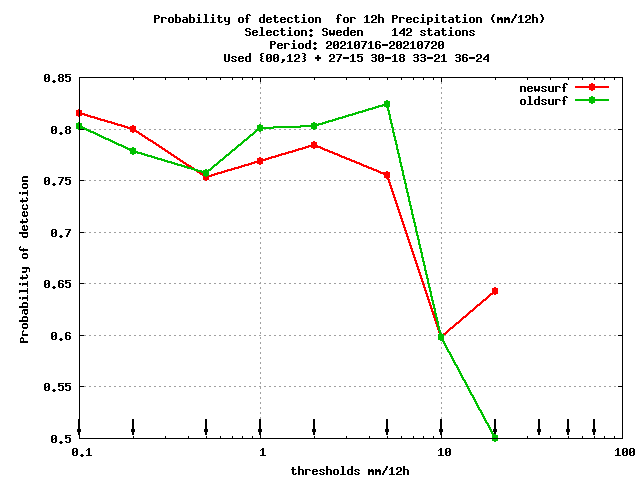 Probability of detection  for 12h Precipitation (mm/12h)
Selection: Sweden    142 stations
Period: 20210716-20210720
Used {00,12} + 27-15 30-18 33-21 36-24
newsurf
oldsurf
0.85
0.8
0.75
0.7
0.65
0.6
0.55
0.5
Probability of detection
0.1 1 10 100
thresholds mm/12h